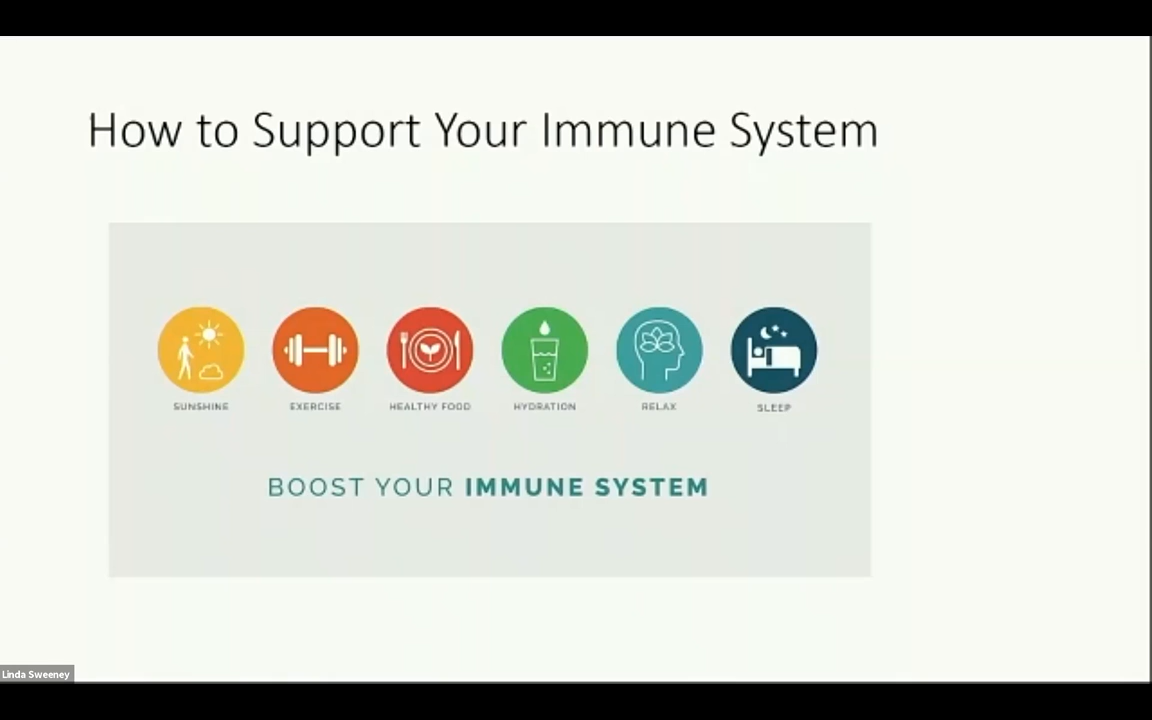 How to Support Your Immune System
SUNSHINE EXERCISE HEALTHY FOOD HYDRATION RELAX SLEEP
BOOST YOUR IMMUNE SYSTEM
Linda Sweeney